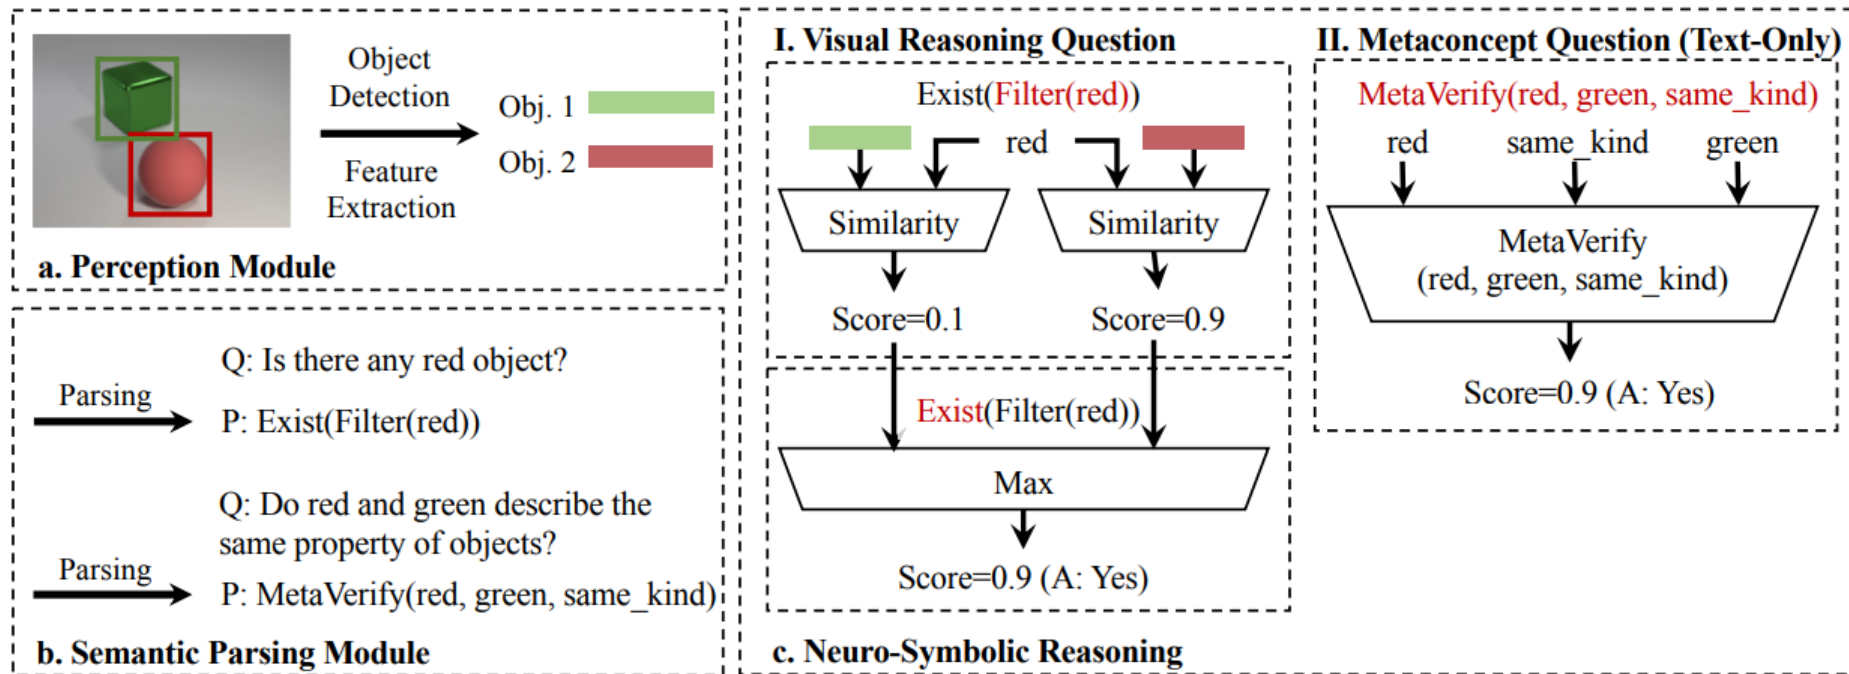 Object
Detection
Feature
Extraction
Obj. 1
Obj. 2
a. Perception Module
Parsing
Q: Is there any red object?
P: Exist(Filter(red))
Parsing
Q: Do red and green describe the
same property of objects?
P: MetaVerify(red, green, same_kind)
b. Semantic Parsing Module
I. Visual Reasoning Question
Exist(Filter(red))
red
Similarity
Similarity
Score=0.1
Score=0.9
Exist(Filter(red))
Max
Score=0.9 (A: Yes)
II. Metaconcept Question (Text-Only)
MetaVerify(red, green, same_kind)
red
same_kind
green
MetaVerify
(red, green, same_kind)
Score=0.9 (A: Yes)
c. Neuro-Symbolic Reasoning